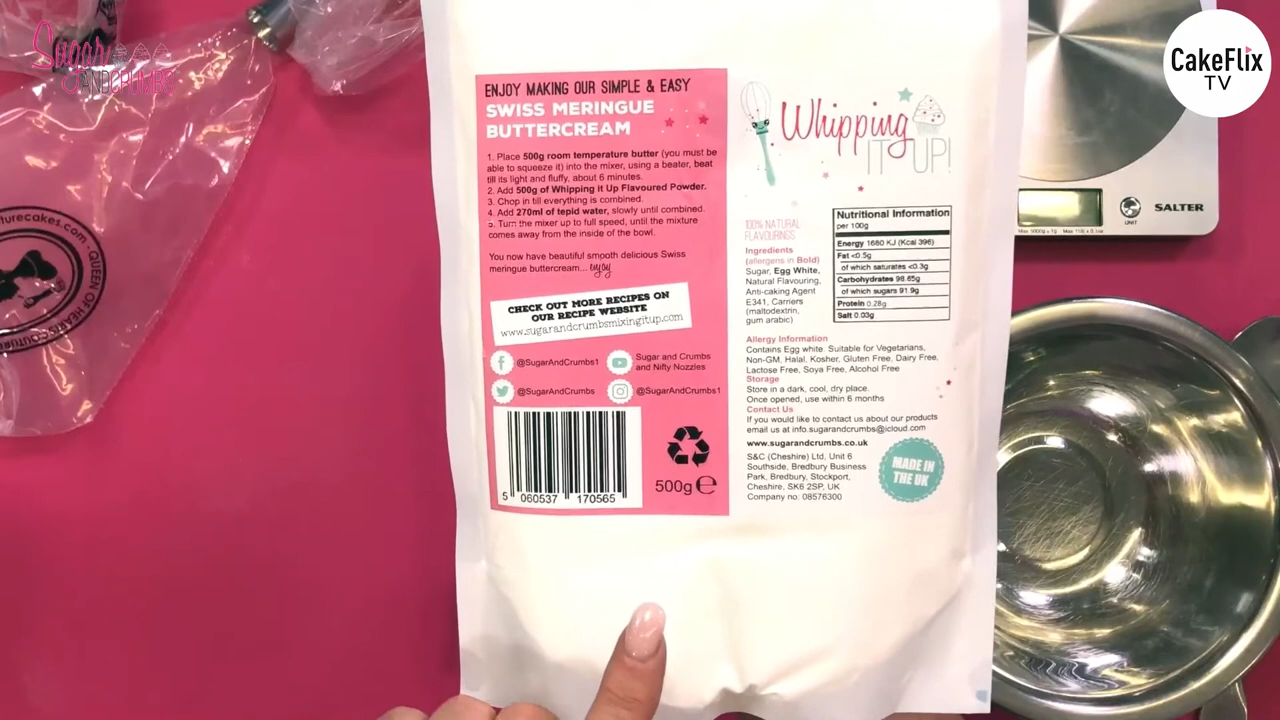 Sugar
ANDCRUMBS
CakeFlix
TV
turecakes.com · QUEEN OF HEARTS COUTUR
ENJOY MAKING OUR SIMPLE & EASY
SWISS MERINGUE
BUTTERCREAM
1. Place 500g room temperature butter (you must be
able to squeeze it) into the mixer, using a beater, beat
till its light and fluffy, about 6 minutes.
2. Add 500g of Whipping it Up Flavoured Powder.
3. Chop in till everything is combined.
4. Add 270ml of tepid water, slowly until combined.
5. Turn the mixer up to full speed, until the mixture
comes away from the inside of the bowl.
You now have beautiful smooth delicious Swiss
meringue buttercream... enjoy
CHECK OUT MORE RECIPES ON
OUR RECIPE WEBSITE
www.sugarandcrumbsmixingitup.com
@SugarAndCrumbs1
Sugar and Crumbs
and Nifty Nozzles
@SugarAndCrumbs
@SugarAndCrumbs1
5 060537 170565
500g ℮
Whipping
IT UP!
100% NATURAL
FLAVOURINGS
Ingredients
(allergens in Bold)
Sugar, Egg White,
Natural Flavouring,
Anti-caking Agent
E341, Carriers
(maltodextrin,
gum arabic)
Nutritional Information
per 100g
Energy 1680 KJ (Kcal 396)
Fat <0.5g
of which saturates <0.3g
Carbohydrates 98.65g
of which sugars 91.9g
Protein 0.28g
Salt 0.03g
Allergy Information
Contains Egg white. Suitable for Vegetarians,
Non-GM, Halal, Kosher, Gluten Free, Dairy Free,
Lactose Free, Soya Free, Alcohol Free
Storage
Store in a dark, cool, dry place.
Once opened, use within 6 months
Contact Us
If you would like to contact us about our products
email us at info.sugarandcrumbs@icloud.com
www.sugarandcrumbs.co.uk
S&C (Cheshire) Ltd, Unit 6
Southside, Bredbury Business
Park, Bredbury, Stockport,
Cheshire, SK6 2SP, UK
Company no: 08576300
MADE IN
THE UK
UNIT
SALTER